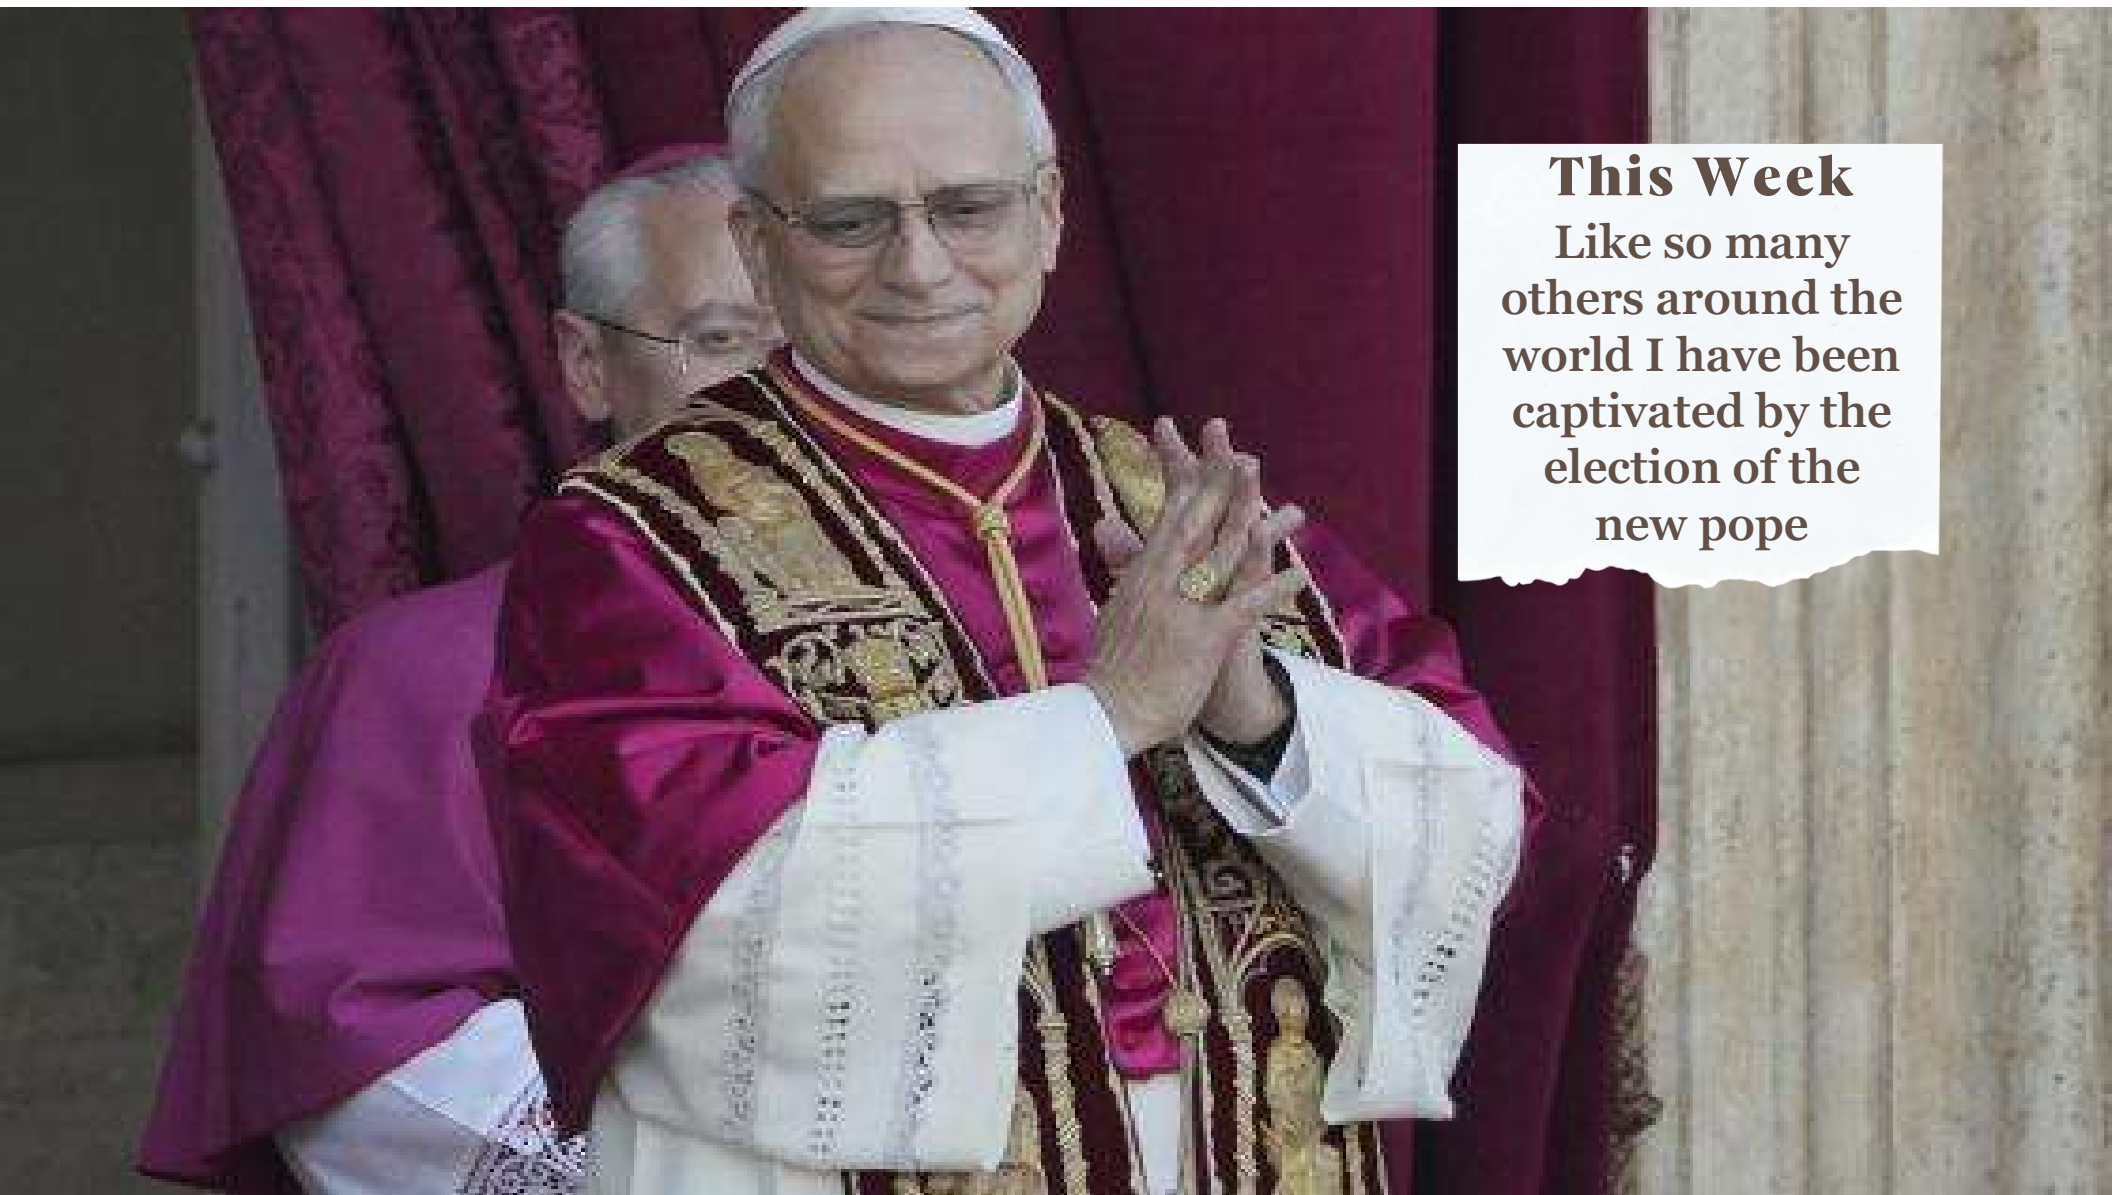 This Week
Like so many
others around the
world I have been
captivated by the
election of the
new pope